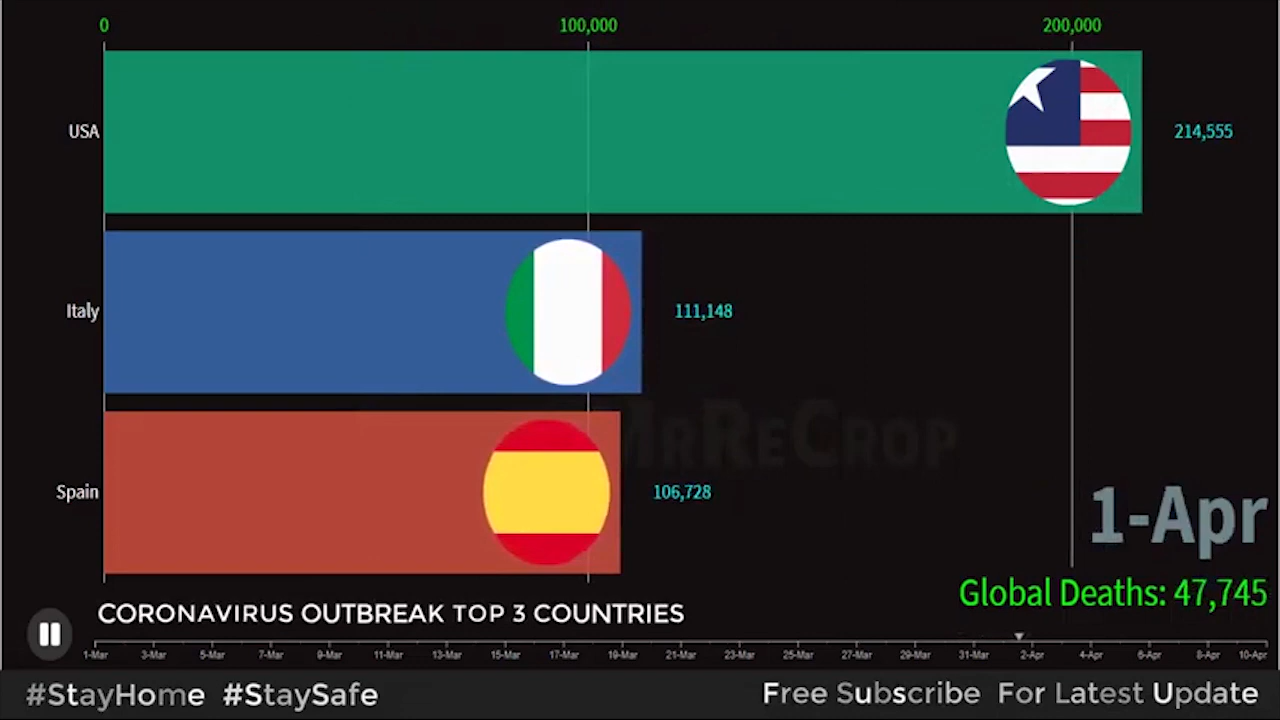 0 100,000 200,000
USA 214,555
Italy 111,148
MrReCrop
Spain 106,728
1-Apr
Global Deaths: 47,745
CORONAVIRUS OUTBREAK TOP 3 COUNTRIES
1-Mar 3-Mar 5-Mar 7-Mar 9-Mar 11-Mar 13-Mar 15-Mar 17-Mar 19-Mar 21-Mar 23-Mar 25-Mar 27-Mar 29-Mar 31-Mar 2-Apr 4-Apr 6-Apr 8-Apr 10-Apr
#StayHome #StaySafe Free Subscribe For Latest Update